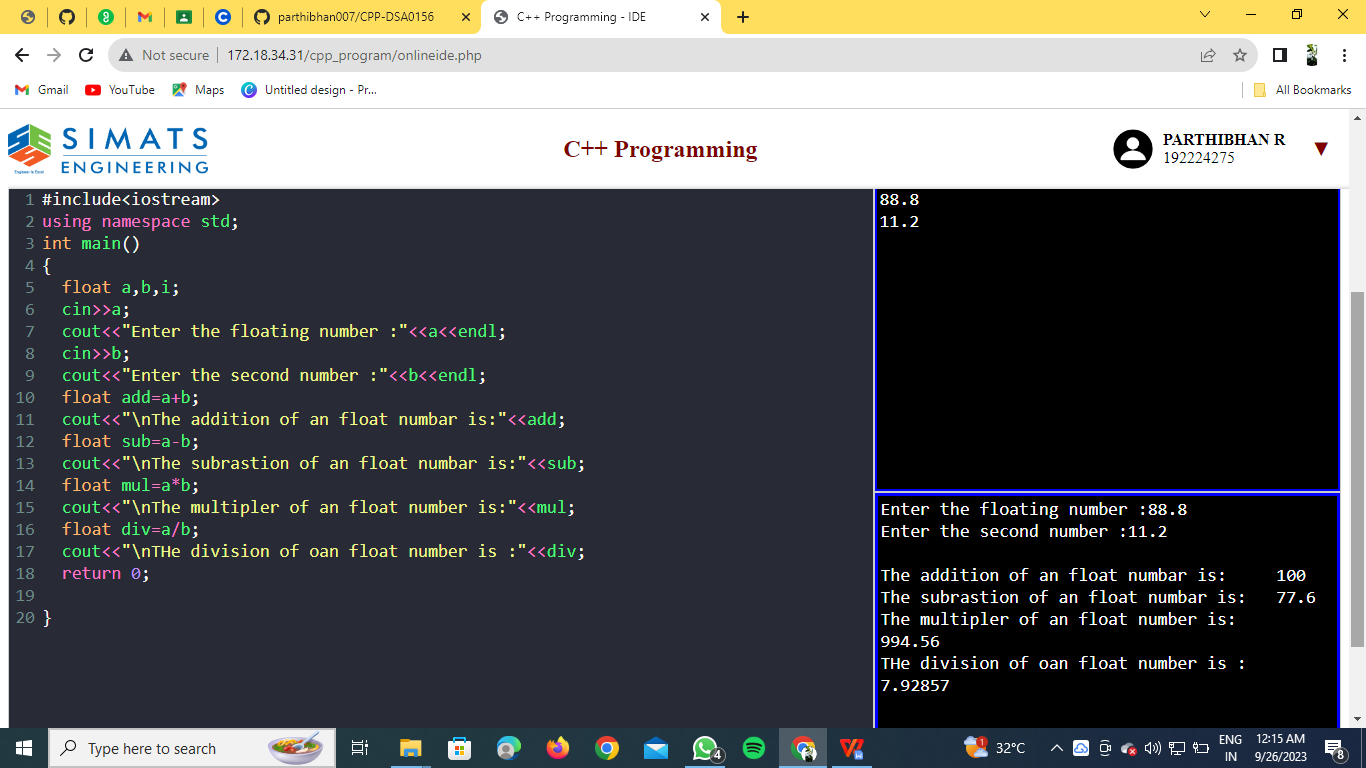 parthibhan007/CPP-DSA0156
C++ Programming - IDE
Not secure
172.18.34.31/cpp_program/onlineide.php
Gmail
YouTube
Maps
Untitled design - Pr...
All Bookmarks
SIMATS
ENGINEERING
Engineer to Excel
C++ Programming
PARTHIBHAN R
192224275
1 #include<iostream>
2 using namespace std;
3 int main()
4 {
5 float a,b,i;
6 cin>>a;
7 cout<<"Enter the floating number :"<<a<<endl;
8 cin>>b;
9 cout<<"Enter the second number :"<<b<<endl;
10 float add=a+b;
11 cout<<"\nThe addition of an float numbar is:"<<add;
12 float sub=a-b;
13 cout<<"\nThe subrastion of an float numbar is:"<<sub;
14 float mul=a*b;
15 cout<<"\nThe multipler of an float number is:"<<mul;
16 float div=a/b;
17 cout<<"\nTHe division of oan float number is :"<<div;
18 return 0;
19
20 }
88.8
11.2
Enter the floating number :88.8
Enter the second number :11.2
The addition of an float numbar is: 100
The subrastion of an float numbar is: 77.6
The multipler of an float number is:
994.56
THe division of oan float number is :
7.92857
Type here to search
4
1
32°C
ENG
IN
12:15 AM
9/26/2023
8